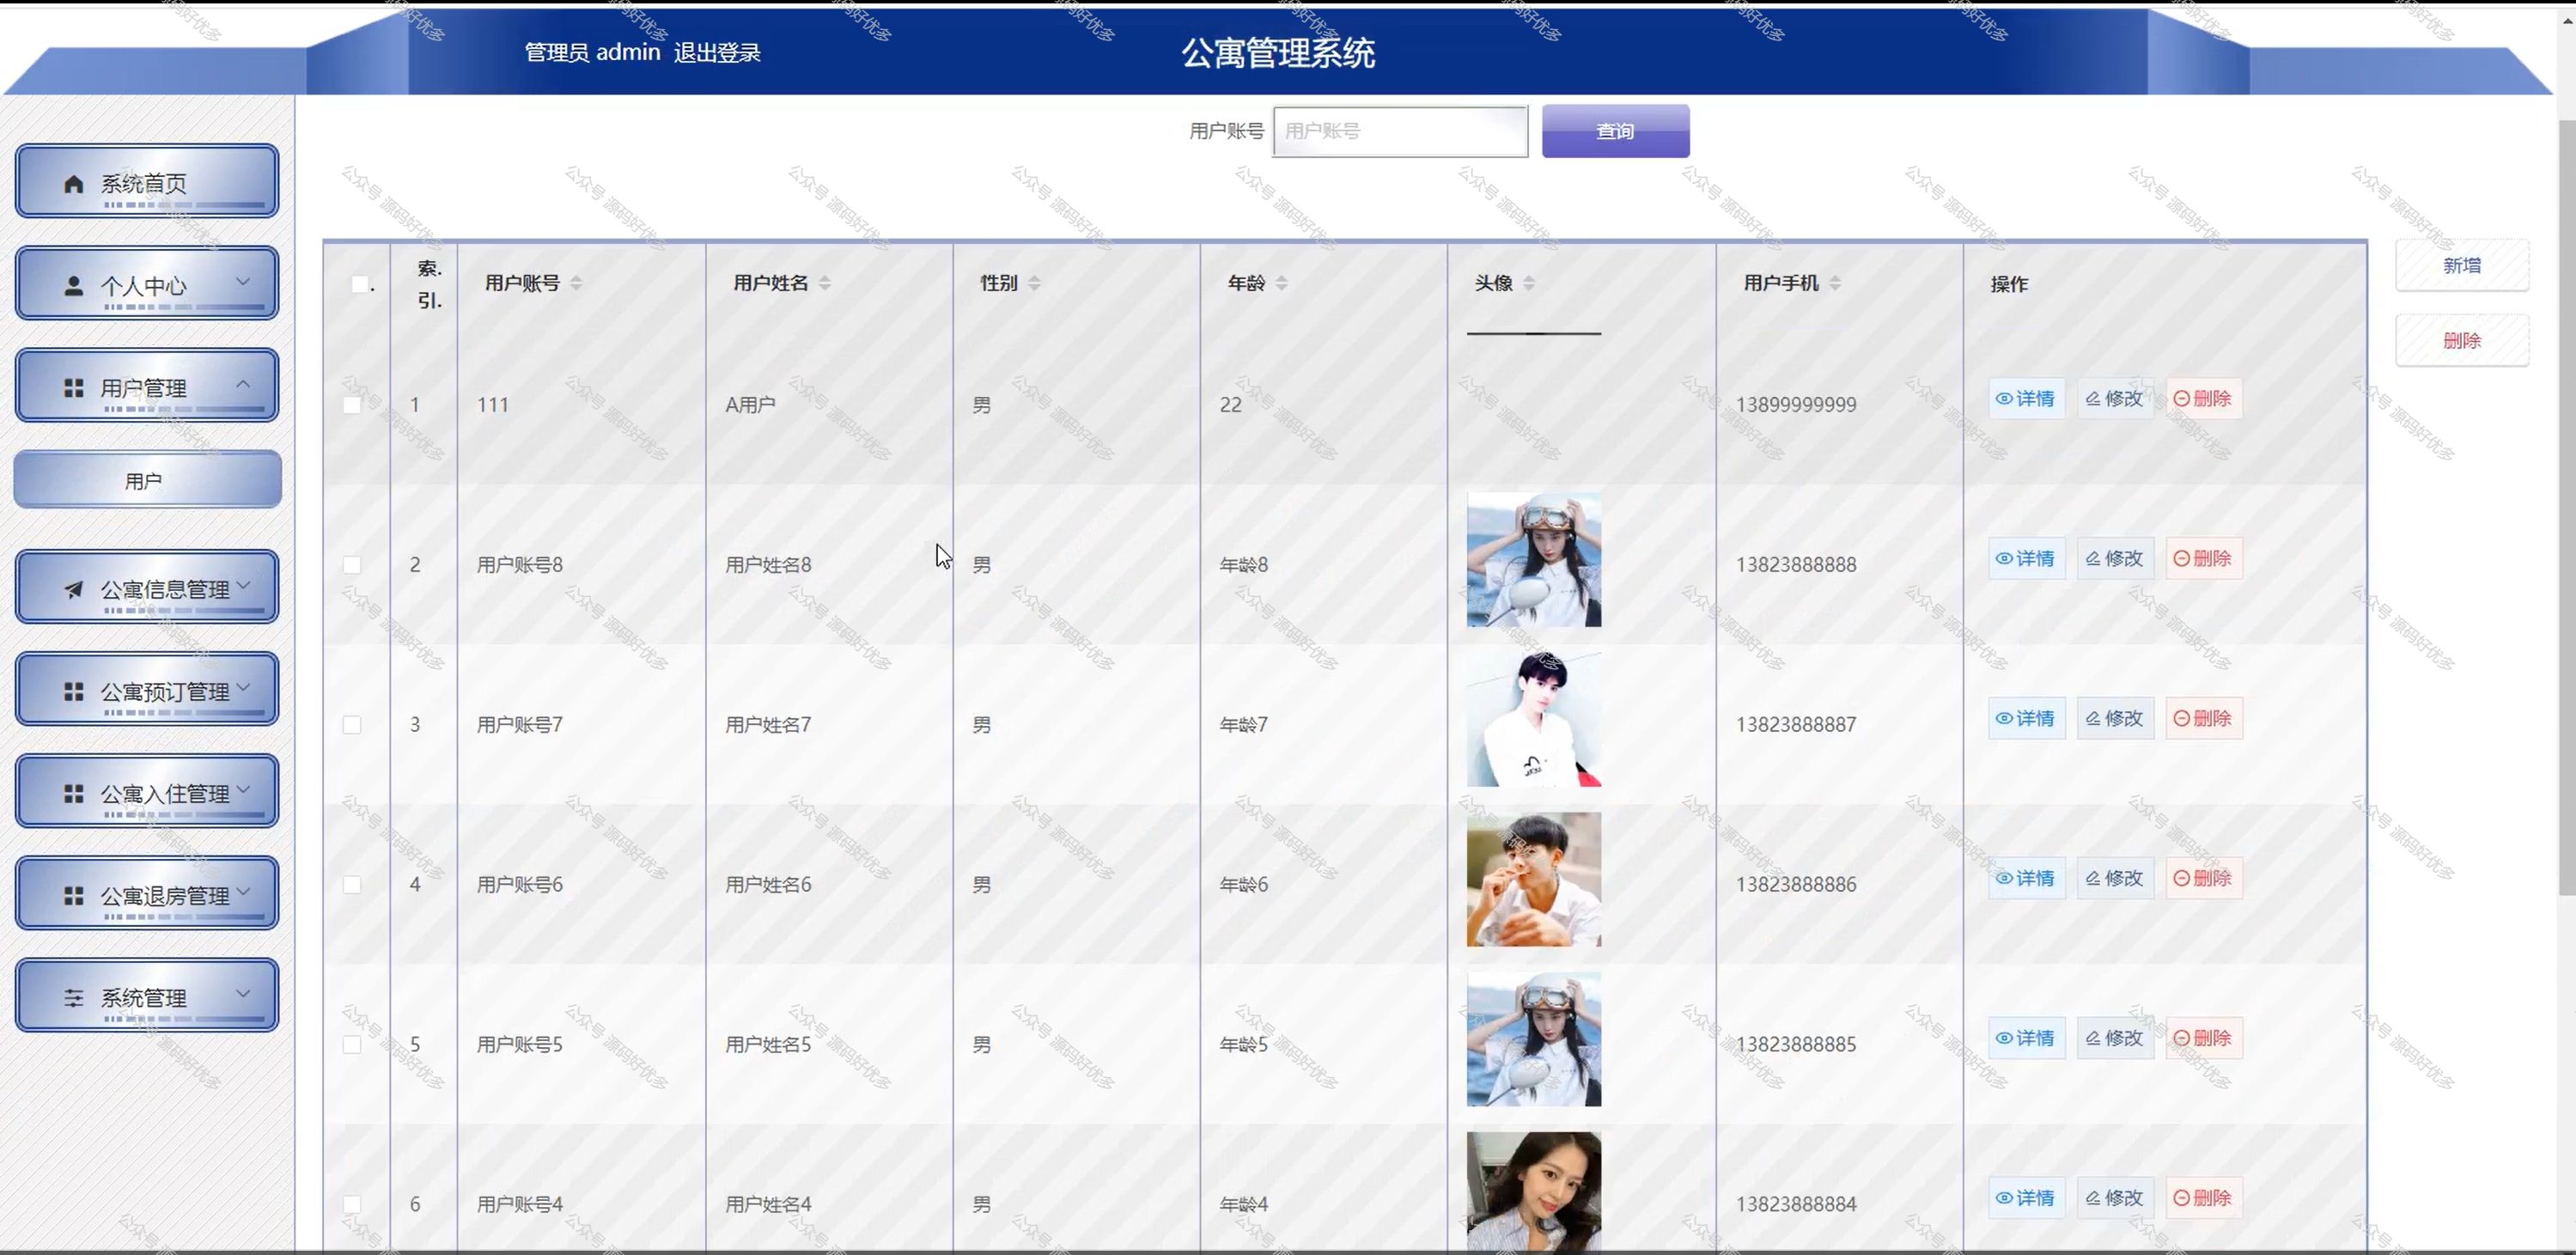 管理员 admin 退出登录
公寓管理系统
用户账号 用户账号 查询
系统首页
个人中心
用户管理
用户
公寓信息管理
公寓预订管理
公寓入住管理
公寓退房管理
系统管理
新增
删除
索. 引. 用户账号 用户姓名 性别 年龄 头像 用户手机 操作
1 111 A用户 男 22 13899999999 详情 修改 删除
2 用户账号8 用户姓名8 男 年龄8 13823888888 详情 修改 删除
3 用户账号7 用户姓名7 男 年龄7 13823888887 详情 修改 删除
4 用户账号6 用户姓名6 男 年龄6 13823888886 详情 修改 删除
5 用户账号5 用户姓名5 男 年龄5 13823888885 详情 修改 删除
6 用户账号4 用户姓名4 男 年龄4 13823888884 详情 修改 删除
公众号 源码好优多